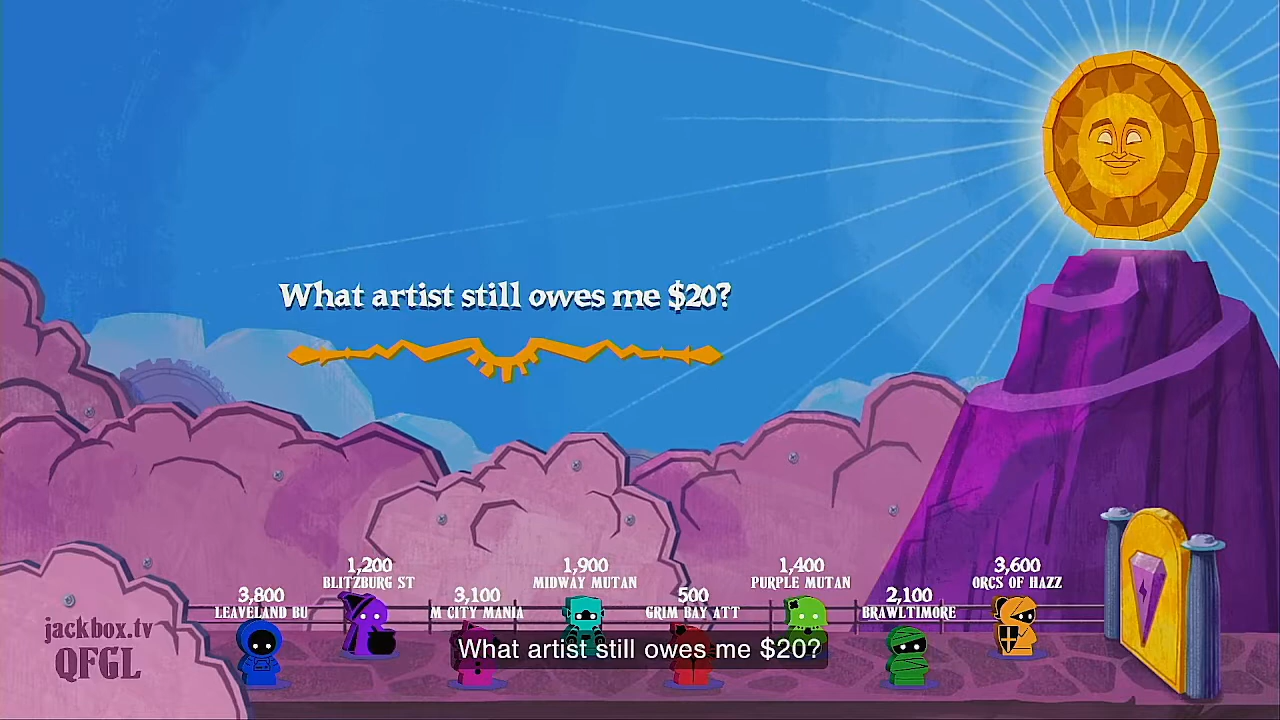 What artist still owes me $20?
1,200
BLITZBURG ST
1,900
MIDWAY MUTAN
1,400
PURPLE MUTAN
3,600
ORCS OF HAZZ
3,800
LEAVELAND BU
3,100
M CITY MANIA
500
GRIM BAY ATT
2,100
BRAWLTIMORE
jackbox.tv
QFGL
What artist still owes me $20?